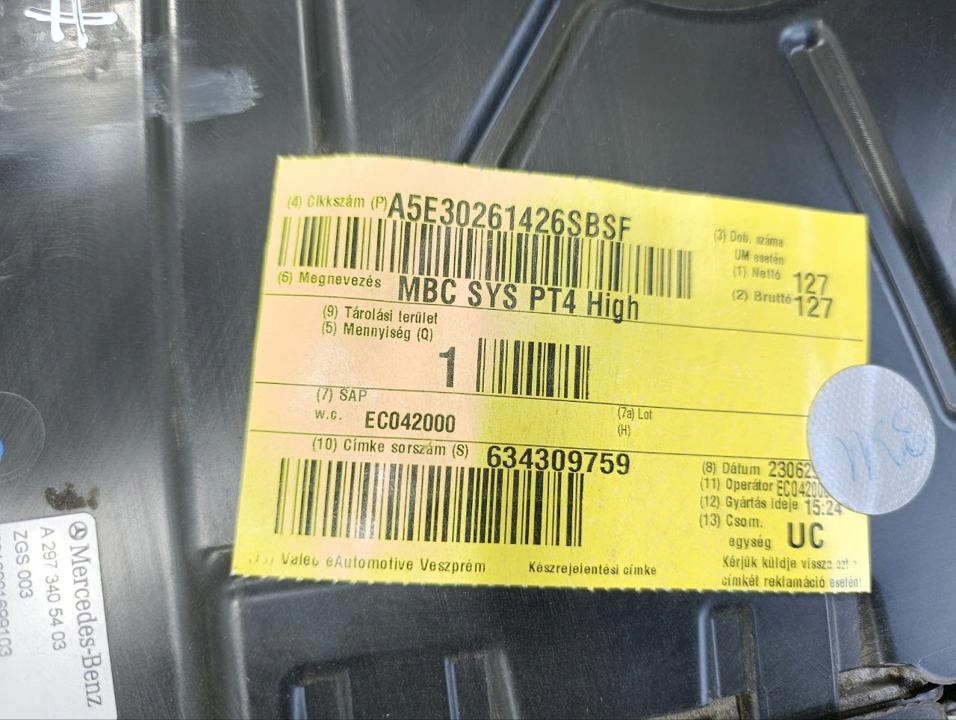 (4) Cikkszám (P) A5E30261426SBSF
(3) Dob. száma
UM esetén
(6) Megnevezés MBC SYS PT4 High
(1) Nettó 127
(2) Bruttó 127
(9) Tárolási terület
(5) Mennyiség (Q)
1
(7) SAP
w.c. EC042000
(7a) Lot
(H)
(10) Címke sorszám (S) 634309759
(8) Dátum
(11) Operátor
(12) Gyártás ideje 15:24
(13) Csom.
egység UC
Valeo eAutomotive Veszprém
Készrejelentési címke
Kérjük küldje vissza ezt a
címkét reklamáció esetén!
Mercedes-Benz
A 297 340 54 03
ZGS 003